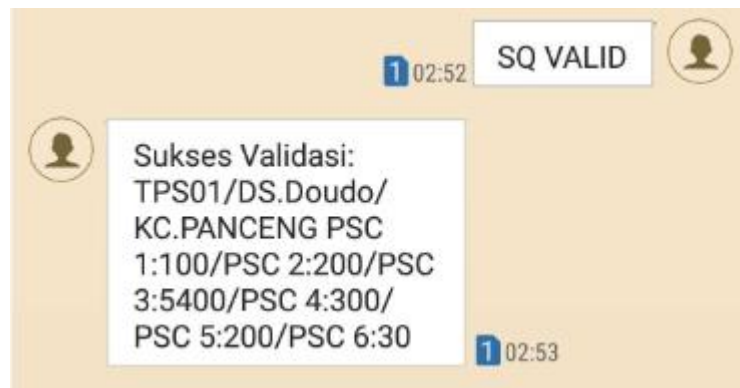 SQ VALID
1 02:52
Sukses Validasi:
TPS01/DS.Doudo/
KC.PANCENG PSC
1:100/PSC 2:200/PSC
3:5400/PSC 4:300/
PSC 5:200/PSC 6:30
1 02:53